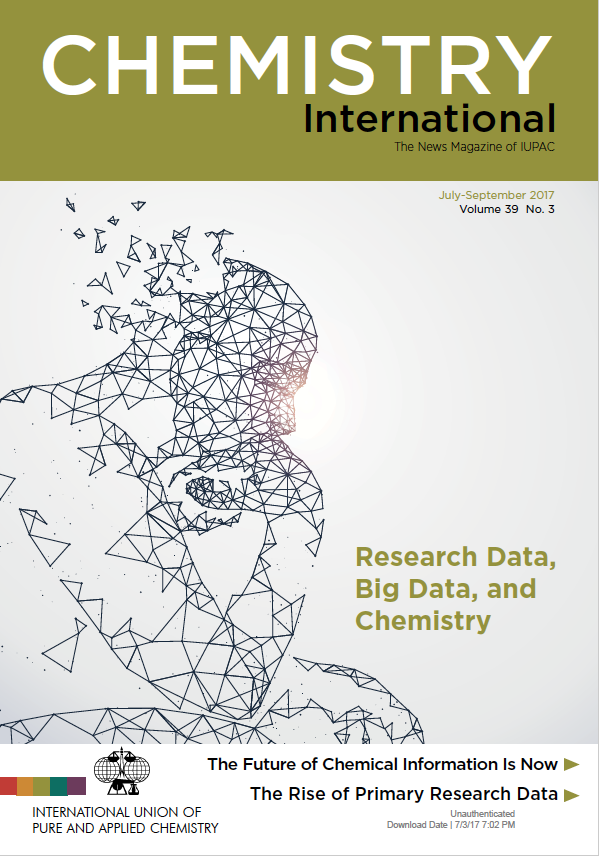 CHEMISTRY
International
The News Magazine of IUPAC
July-September 2017
Volume 39 No. 3
Research Data,
Big Data, and
Chemistry
The Future of Chemical Information Is Now
The Rise of Primary Research Data
Unauthenticated
Download Date | 7/3/17 7:02 PM
INTERNATIONAL UNION OF
PURE AND APPLIED CHEMISTRY